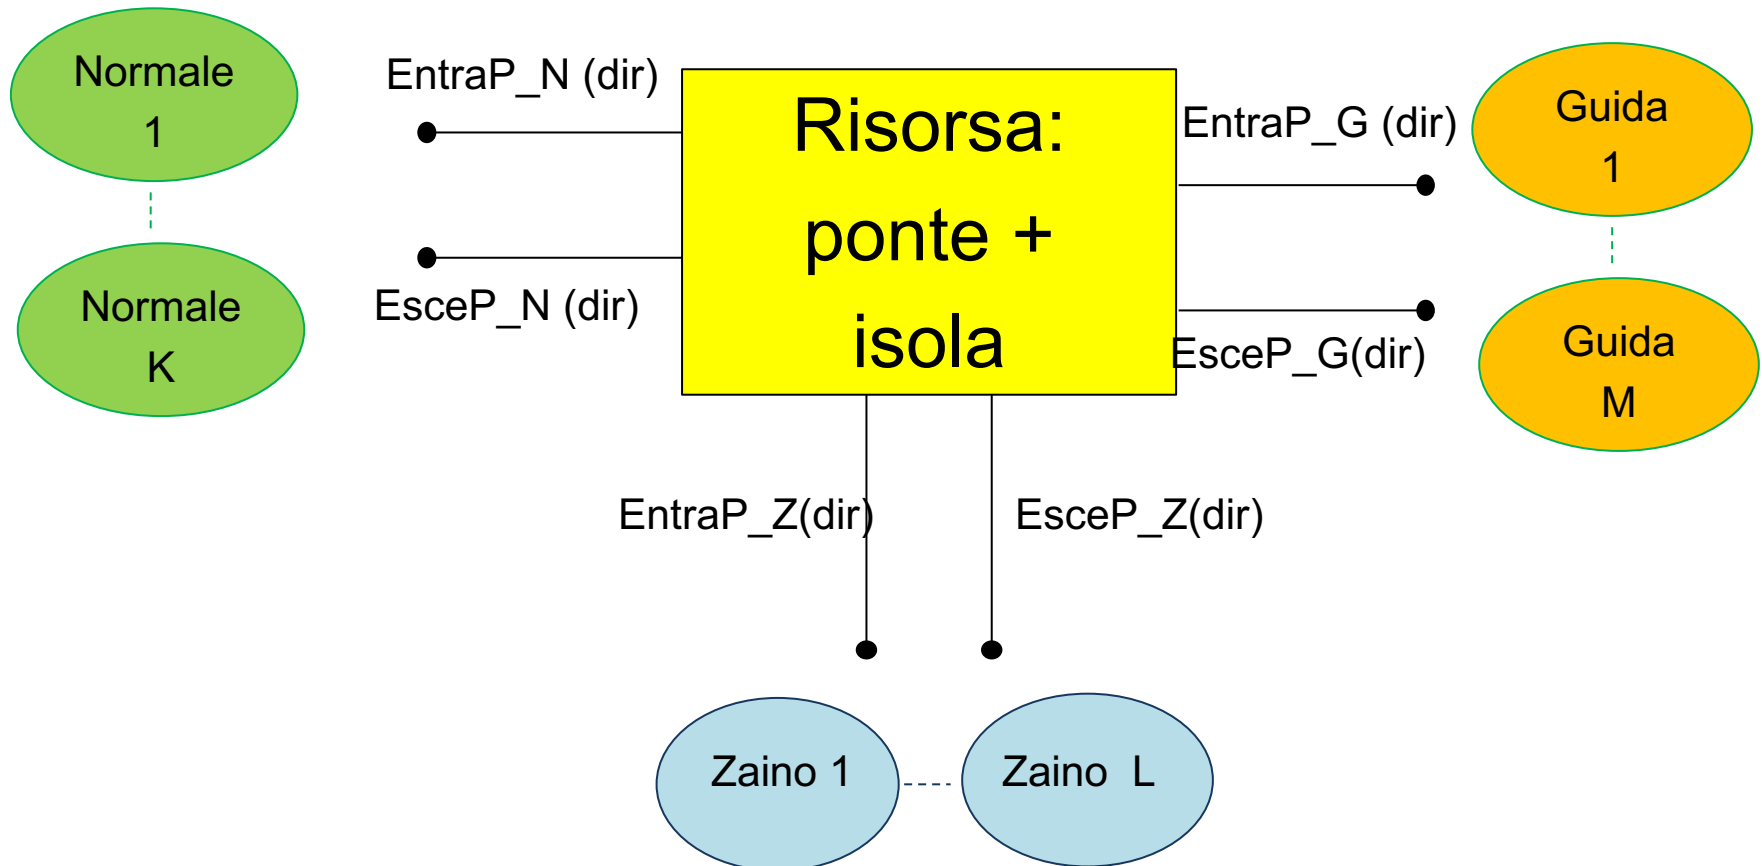 Normale
1
EntraP_N (dir)
Normale
K
EsceP_N (dir)
Risorsa:
ponte +
isola
EntraP_G (dir)
Guida
1
EsceP_G(dir)
Guida
M
EntraP_Z(dir)
EsceP_Z(dir)
Zaino 1
Zaino L